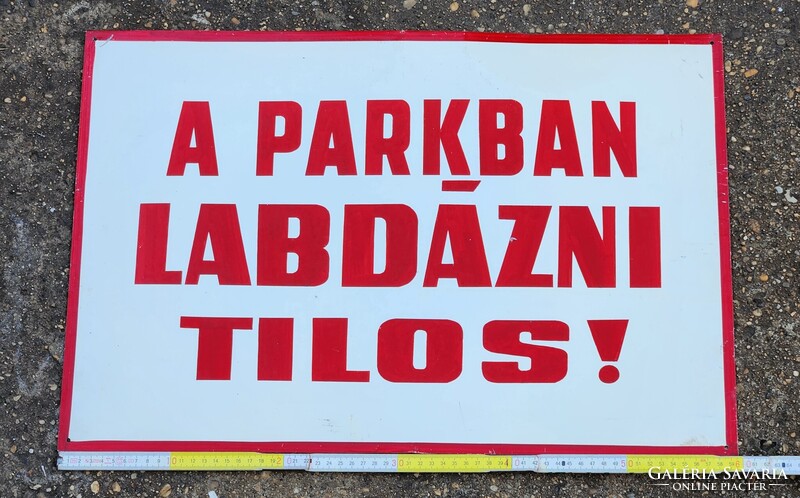 A PARKBAN
LABDÁZNI
TILOS!
GALERIA SAVARIA
ONLINE PIACTÉR